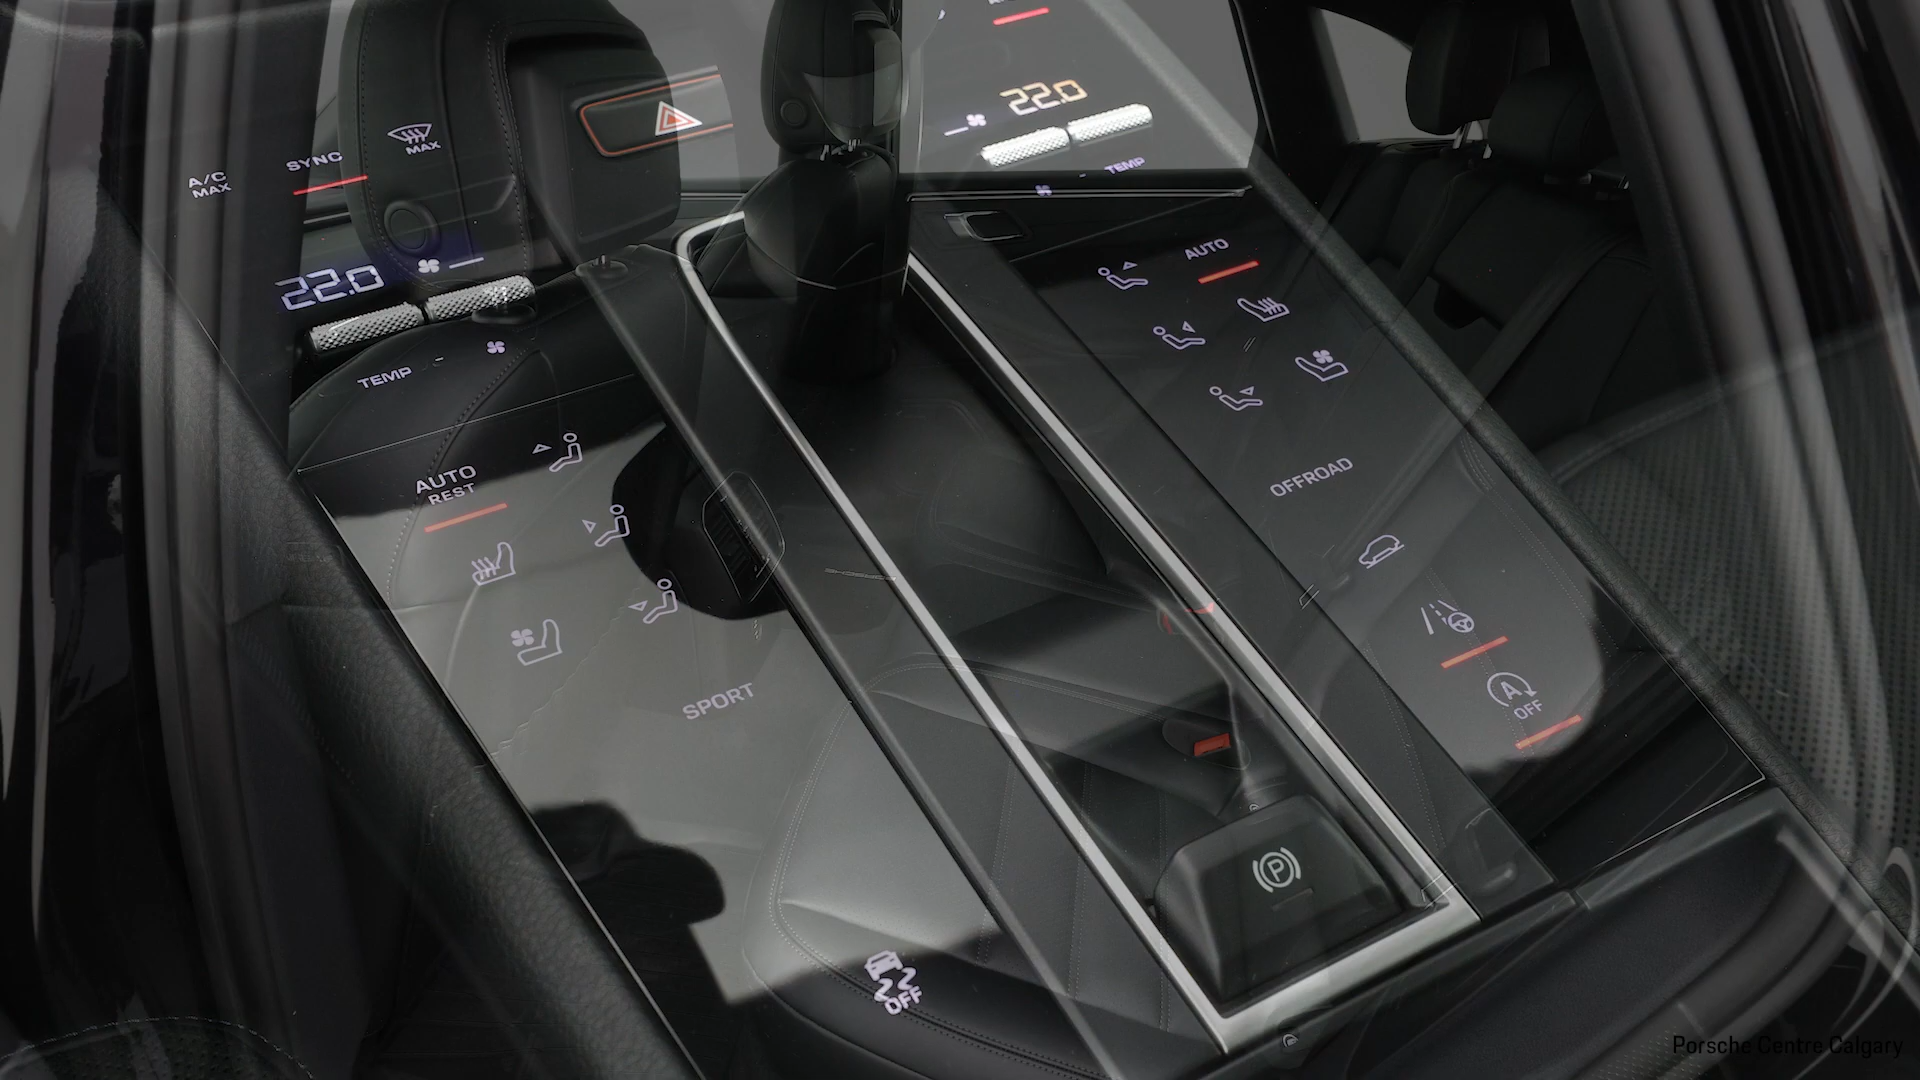 MAX
A/C
MAX
SYNC
22.0
22.0
TEMP
TEMP
AUTO
AUTO
REST
OFFROAD
SPORT
A
OFF
P
OFF
Porsche Centre Calgary